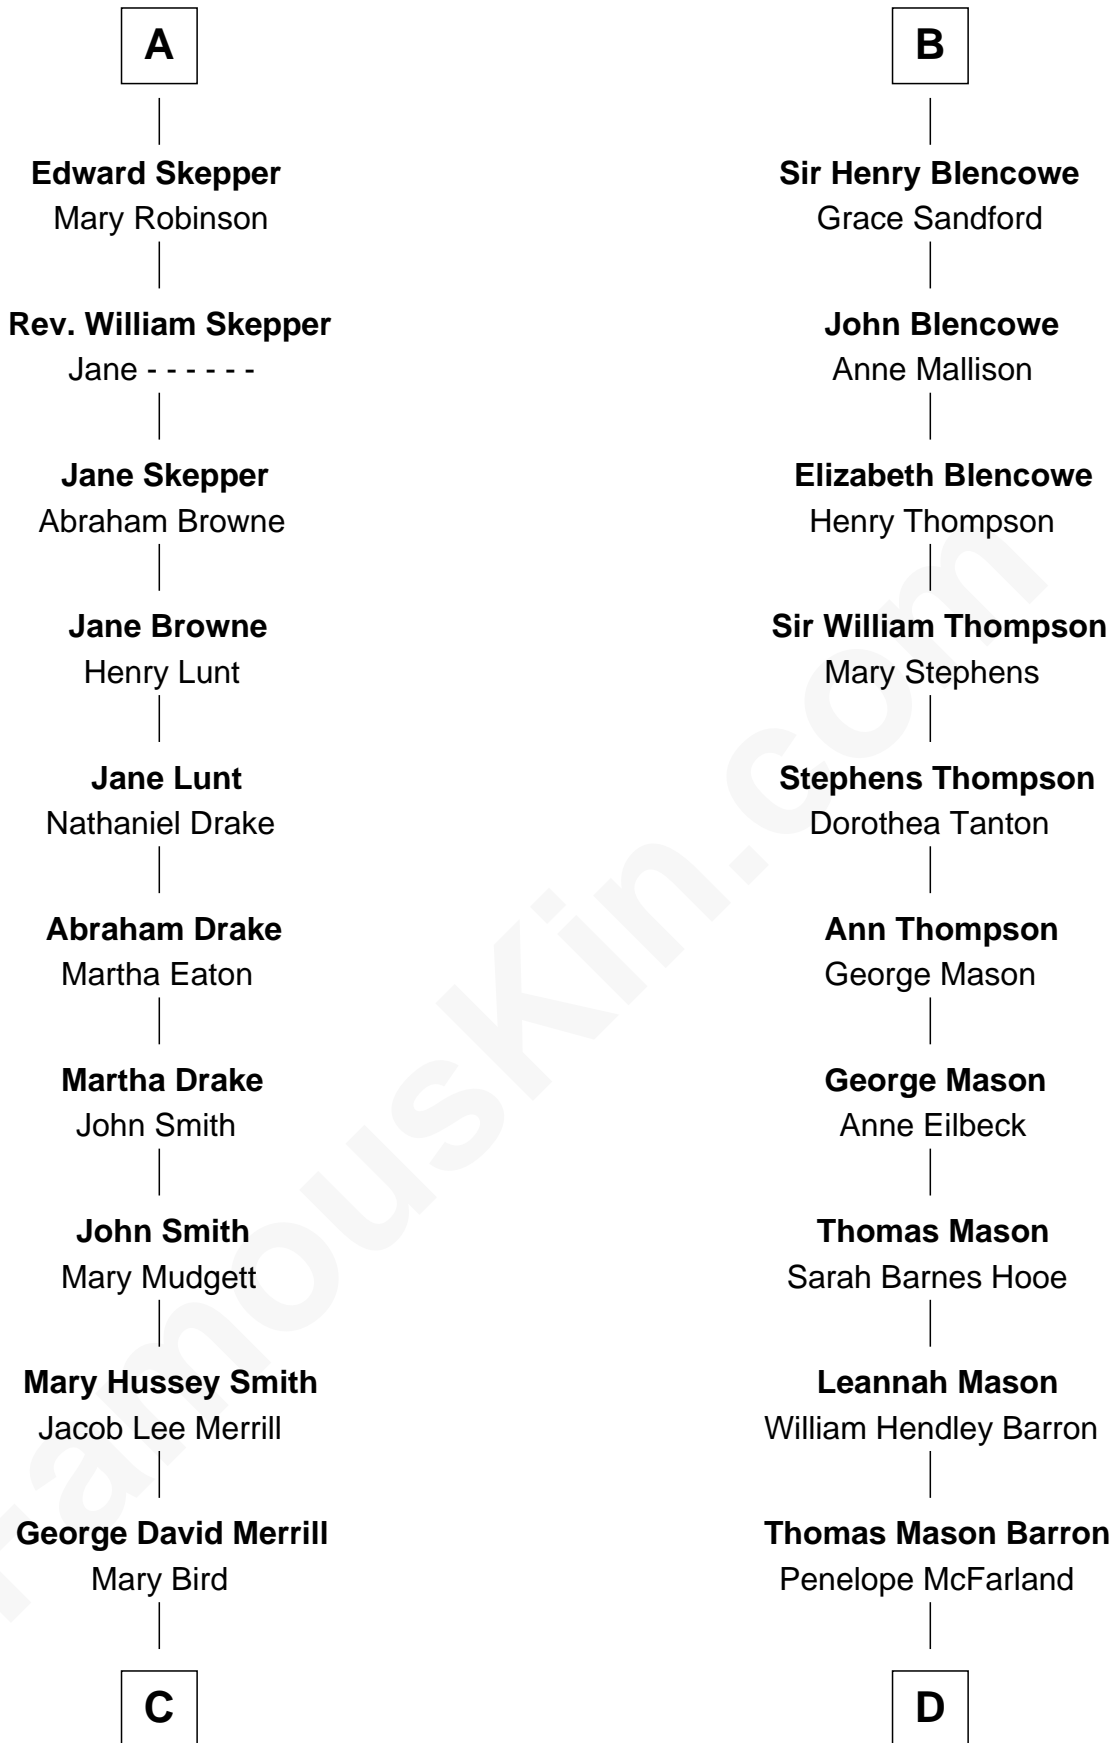 A
Edward Skepper
Mary Robinson
Rev. William Skepper
Jane - - - - - -
Jane Skepper
Abraham Browne
Jane Browne
Henry Lunt
Jane Lunt
Nathaniel Drake
Abraham Drake
Martha Eaton
Martha Drake
John Smith
John Smith
Mary Mudgett
Mary Hussey Smith
Jacob Lee Merrill
George David Merrill
Mary Bird
C
B
Sir Henry Blencowe
Grace Sandford
John Blencowe
Anne Mallison
Elizabeth Blencowe
Henry Thompson
Sir William Thompson
Mary Stephens
Stephens Thompson
Dorothea Tanton
Ann Thompson
George Mason
George Mason
Anne Eilbeck
Thomas Mason
Sarah Barnes Hooe
Leannah Mason
William Hendley Barron
Thomas Mason Barron
Penelope McFarland
D
FamousKin.com